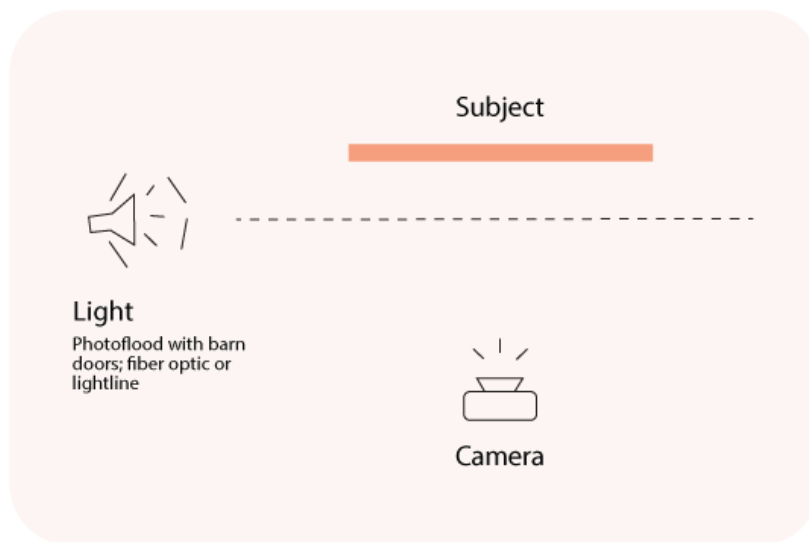 Subject
Light
Photoflood with barn
doors; fiber optic or
lightline
Camera